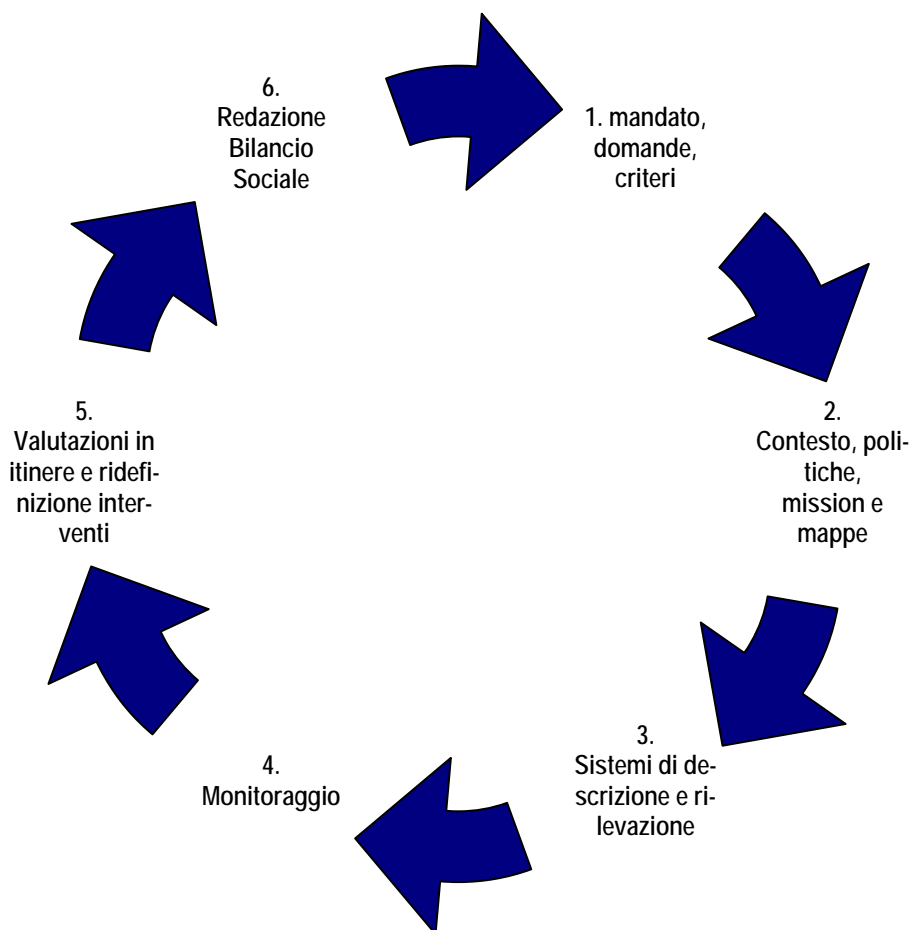 1. mandato,
domande,
criteri
2.
Contesto, poli-
tiche,
mission e
mappe
3.
Sistemi di de-
scrizione e ri-
levazione
4.
Monitoraggio
5.
Valutazioni in
itinere e ridefi-
nizione inter-
venti
6.
Redazione
Bilancio
Sociale